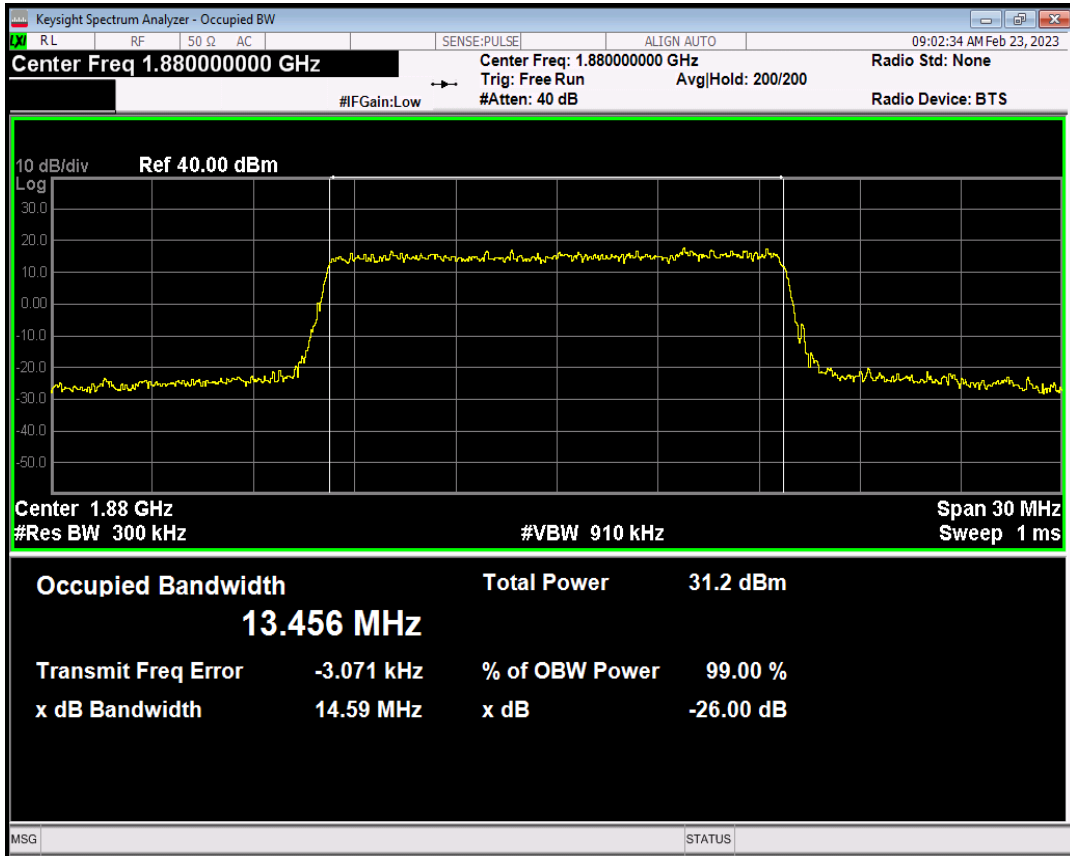 Keysight Spectrum Analyzer - Occupied BW
LXI RL RF 50 Ω AC SENSE:PULSE ALIGN AUTO 09:02:34 AM Feb 23, 2023
Center Freq 1.880000000 GHz Center Freq: 1.880000000 GHz Radio Std: None
Trig: Free Run Avg|Hold: 200/200
#IFGain:Low #Atten: 40 dB Radio Device: BTS
10 dB/div Ref 40.00 dBm
Log
30.0
20.0
10.0
0.00
-10.0
-20.0
-30.0
-40.0
-50.0
Center 1.88 GHz Span 30 MHz
#Res BW 300 kHz #VBW 910 kHz Sweep 1 ms
Occupied Bandwidth Total Power 31.2 dBm
13.456 MHz
Transmit Freq Error -3.071 kHz % of OBW Power 99.00 %
x dB Bandwidth 14.59 MHz x dB -26.00 dB
MSG STATUS